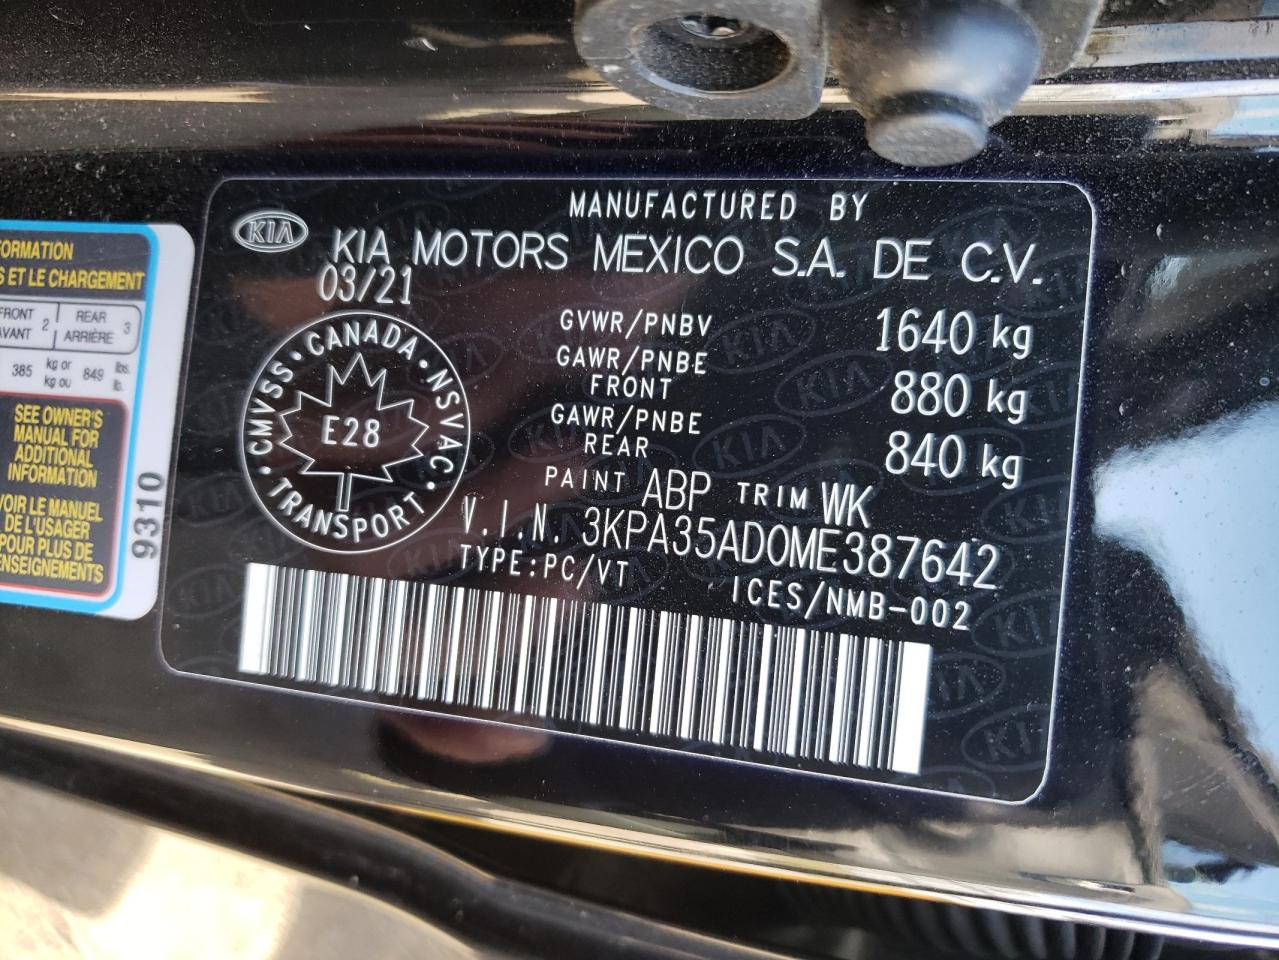 MANUFACTURED BY
KIA
KIA MOTORS MEXICO S.A. DE C.V.
03/21
GVWR/PNBV 1640 kg
GAWR/PNBE
FRONT 880 kg
GAWR/PNBE
REAR 840 kg
CMVSS • CANADA • NSVAC • TRANSPORT •
E28
PAINT ABP TRIM WK
V.I.N. 3KPA35AD0ME387642
TYPE:PC/VT ICES/NMB-002
FORMATION
S ET LE CHARGEMENT
FRONT 2 REAR 3
AVANT ARRIÈRE
385 kg or 849 lbs.
kg ou lb.
SEE OWNER'S
MANUAL FOR
ADDITIONAL
INFORMATION
VOIR LE MANUEL
DE L'USAGER
POUR PLUS DE
RENSEIGNEMENTS
9310